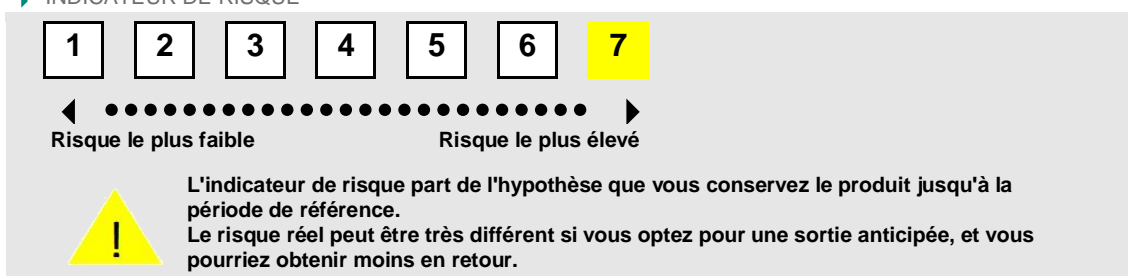 INDICATEUR DE RISQUE
1 2 3 4 5 6 7
Risque le plus faible Risque le plus élevé
L'indicateur de risque part de l'hypothèse que vous conservez le produit jusqu'à la
période de référence.
Le risque réel peut être très différent si vous optez pour une sortie anticipée, et vous
pourriez obtenir moins en retour.